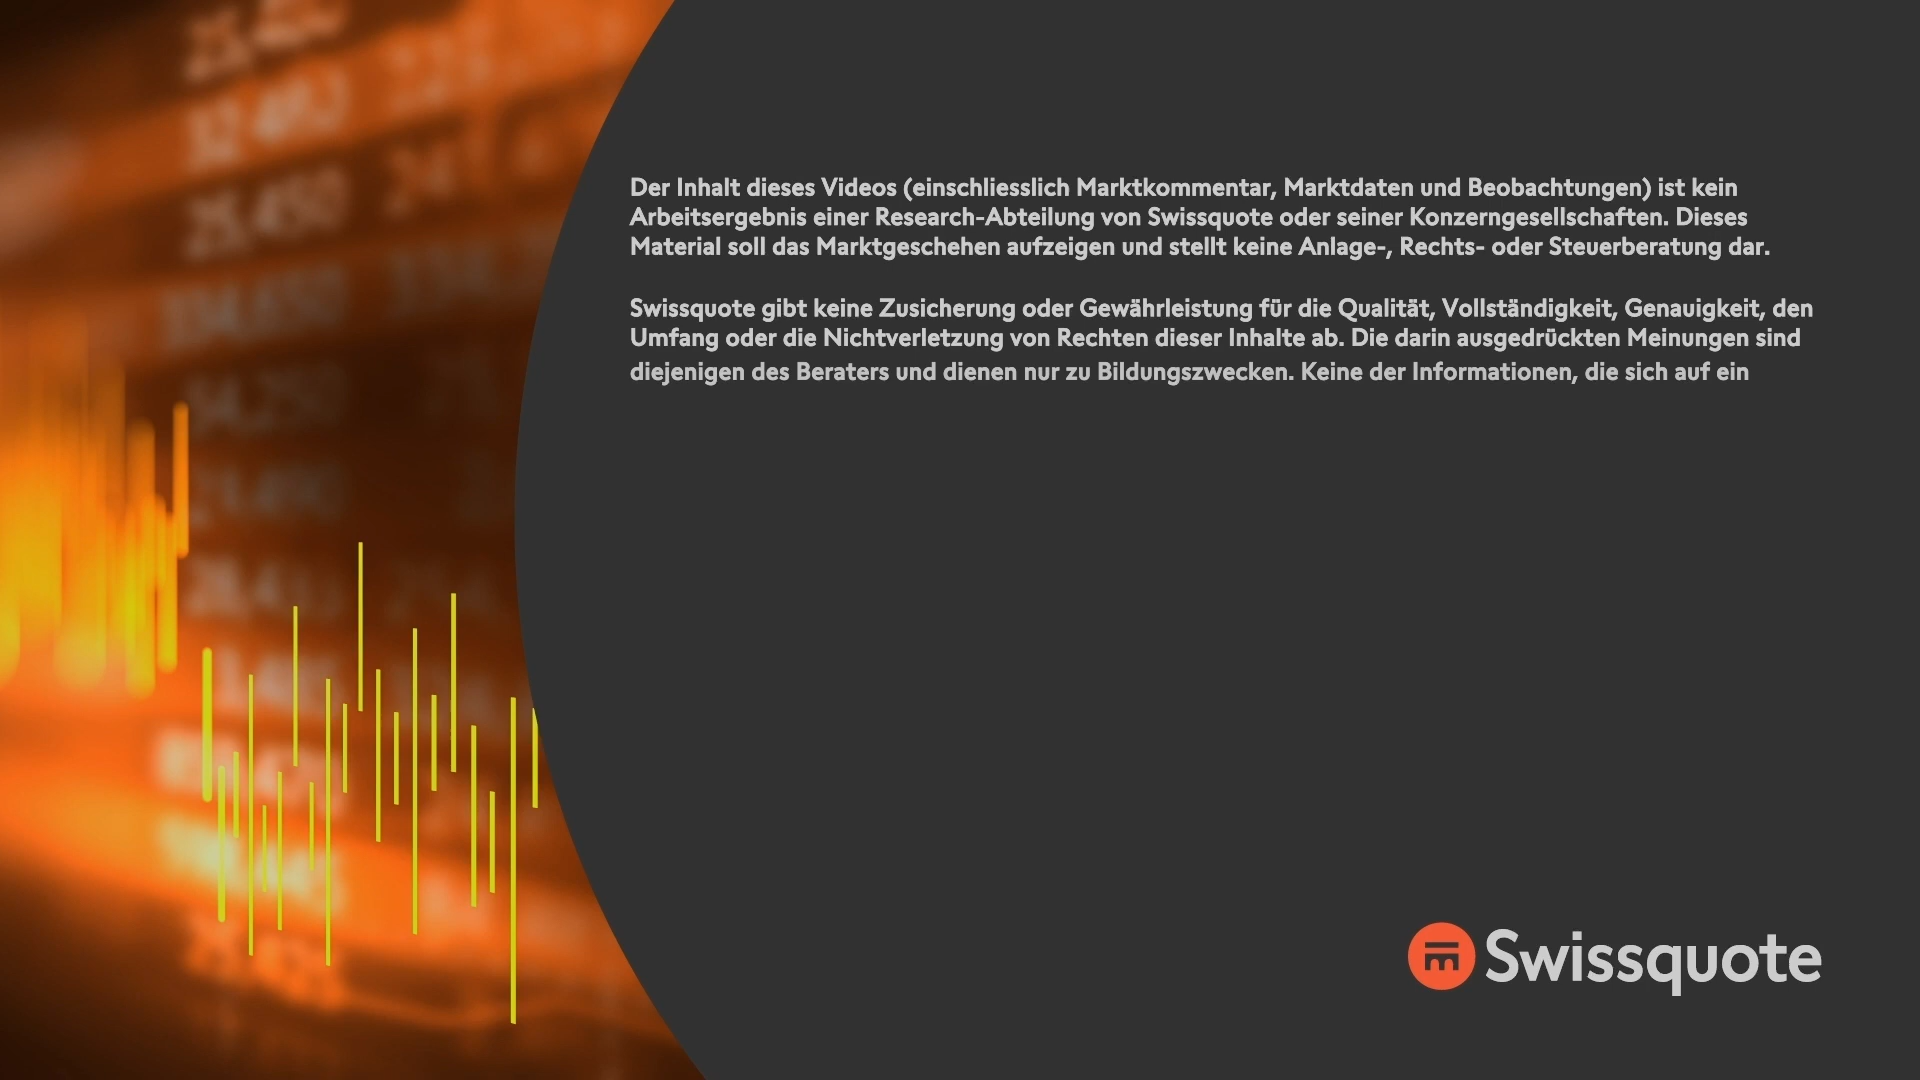 Der Inhalt dieses Videos (einschliesslich Marktkommentar, Marktdaten und Beobachtungen) ist kein
Arbeitsergebnis einer Research-Abteilung von Swissquote oder seiner Konzerngesellschaften. Dieses
Material soll das Marktgeschehen aufzeigen und stellt keine Anlage-, Rechts- oder Steuerberatung dar.
Swissquote gibt keine Zusicherung oder Gewährleistung für die Qualität, Vollständigkeit, Genauigkeit, den
Umfang oder die Nichtverletzung von Rechten dieser Inhalte ab. Die darin ausgedrückten Meinungen sind
diejenigen des Beraters und dienen nur zu Bildungszwecken. Keine der Informationen, die sich auf ein
Swissquote